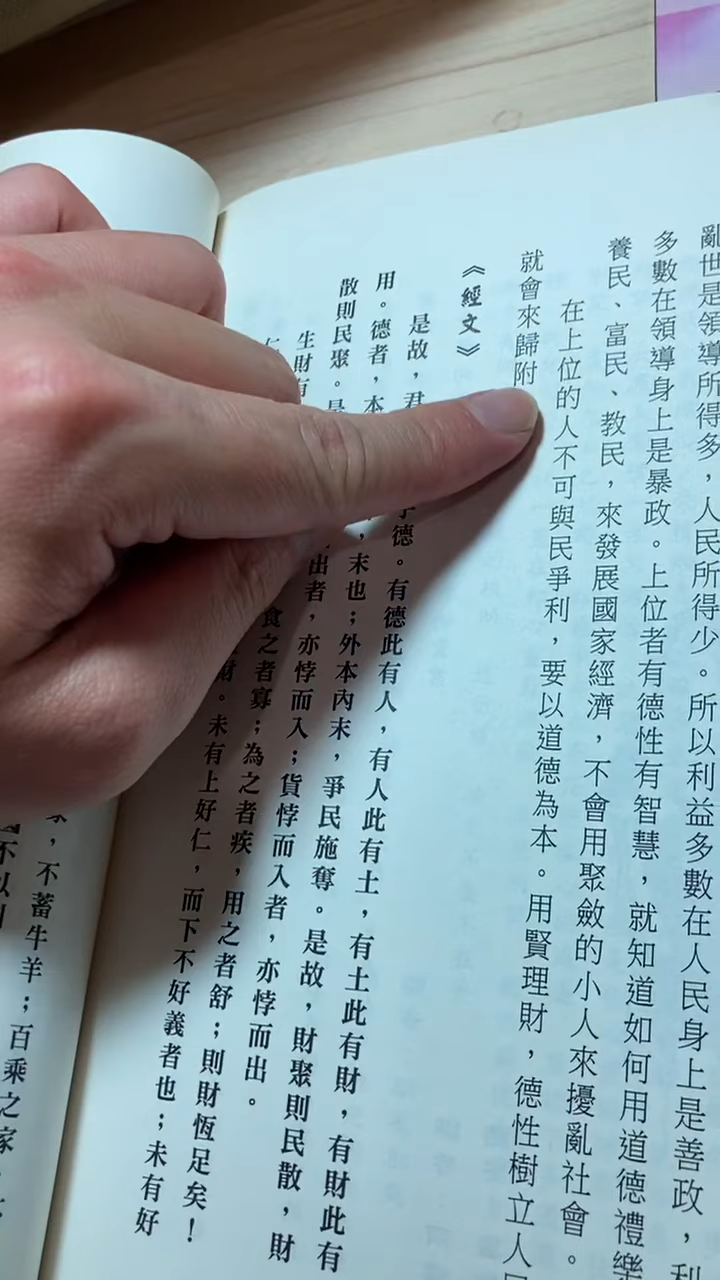 亂世是領導所得多，人民所得少。所以利益多數在人民身上是善政，利
多數在領導身上是暴政。上位者有德性有智慧，就知道如何用道德禮樂
養民、富民、教民，來發展國家經濟，不會用聚斂的小人來擾亂社會。
在上位的人不可與民爭利，要以道德為本。用賢理財，德性樹立人民
就會來歸附
《經文》
是故，君 德。有德此有人，有人此有土，有土此有財，有財此有
用。德者，本 ，末也；外本內末，爭民施奪。是故，財聚則民散，財
散則民聚。是 出者，亦悖而入；貨悖而入者，亦悖而出。
生財有 食之者寡；為之者疾，用之者舒；則財恆足矣！
財。未有上好仁，而下不好義者也；未有好
，不蓄牛羊；百乘之家
不以